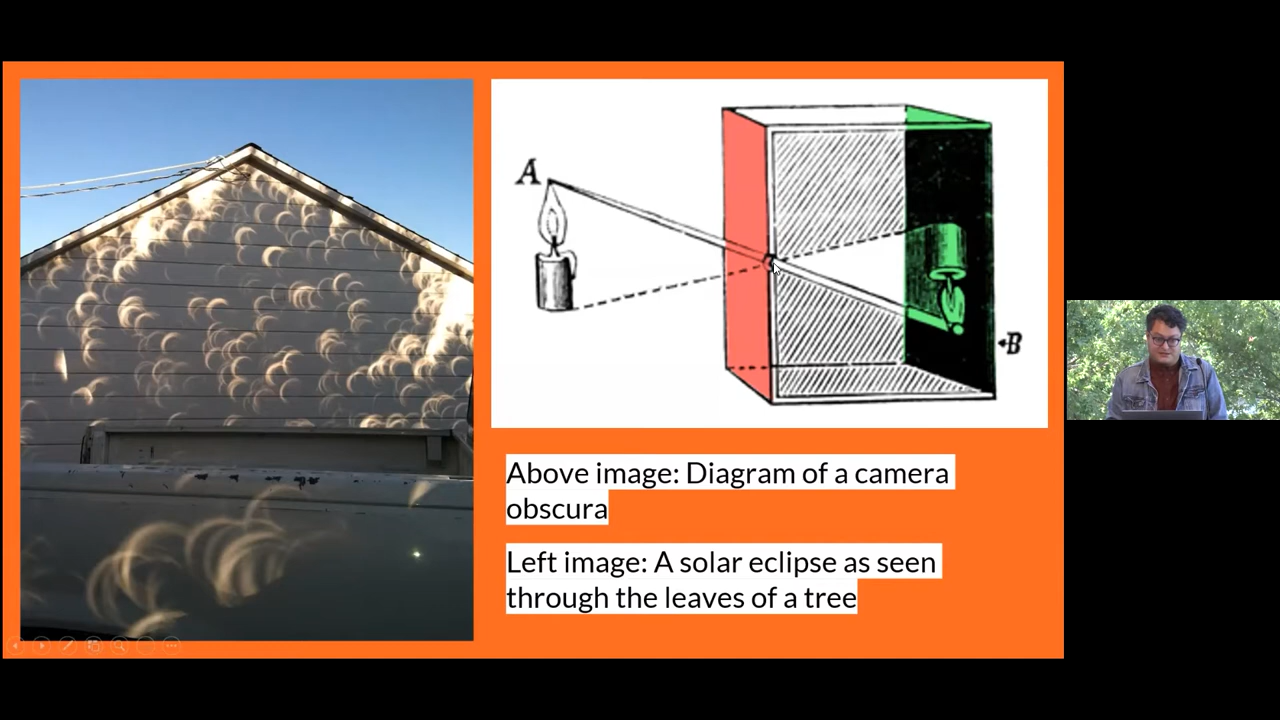 A
B
Above image: Diagram of a camera
obscura
Left image: A solar eclipse as seen
through the leaves of a tree